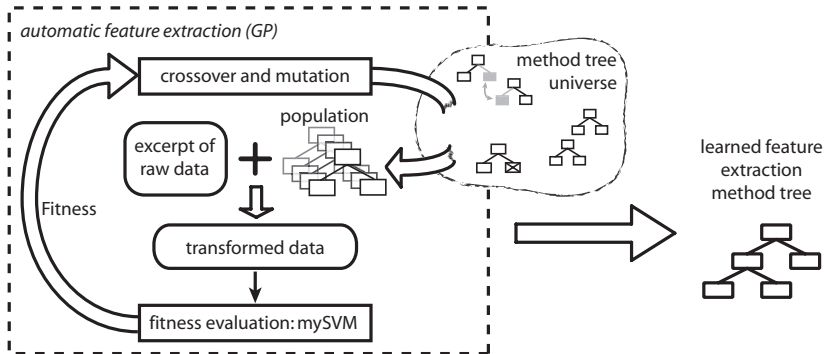 automatic feature extraction (GP)
crossover and mutation
method tree
universe
population
excerpt of
raw data
Fitness
transformed data
fitness evaluation: mySVM
learned feature
extraction
method tree